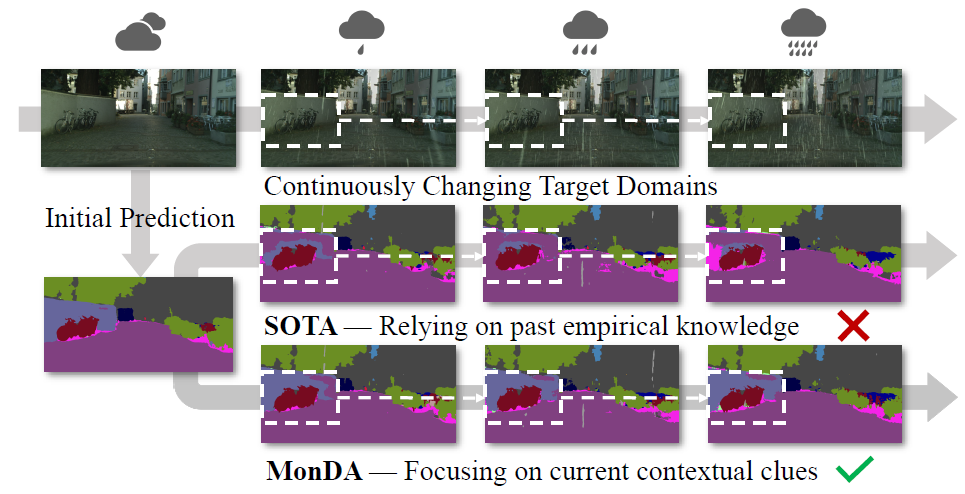 Continuously Changing Target Domains
Initial Prediction
SOTA — Relying on past empirical knowledge
MonDA — Focusing on current contextual clues